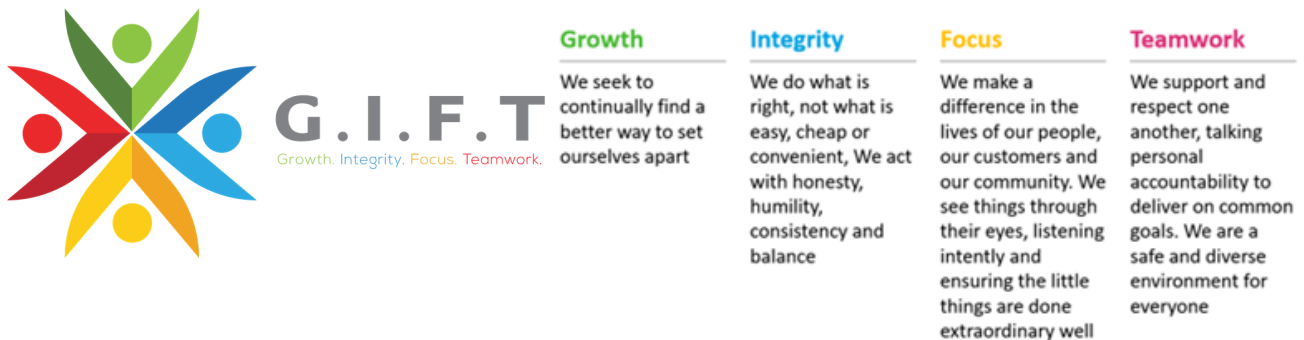 G.I.F.T
Growth. Integrity. Focus. Teamwork.
Growth
We seek to
continually find a
better way to set
ourselves apart
Integrity
We do what is
right, not what is
easy, cheap or
convenient, We act
with honesty,
humility,
consistency and
balance
Focus
We make a
difference in the
lives of our people,
our customers and
our community. We
see things through
their eyes, listening
intently and
ensuring the little
things are done
extraordinary well
Teamwork
We support and
respect one
another, talking
personal
accountability to
deliver on common
goals. We are a
safe and diverse
environment for
everyone